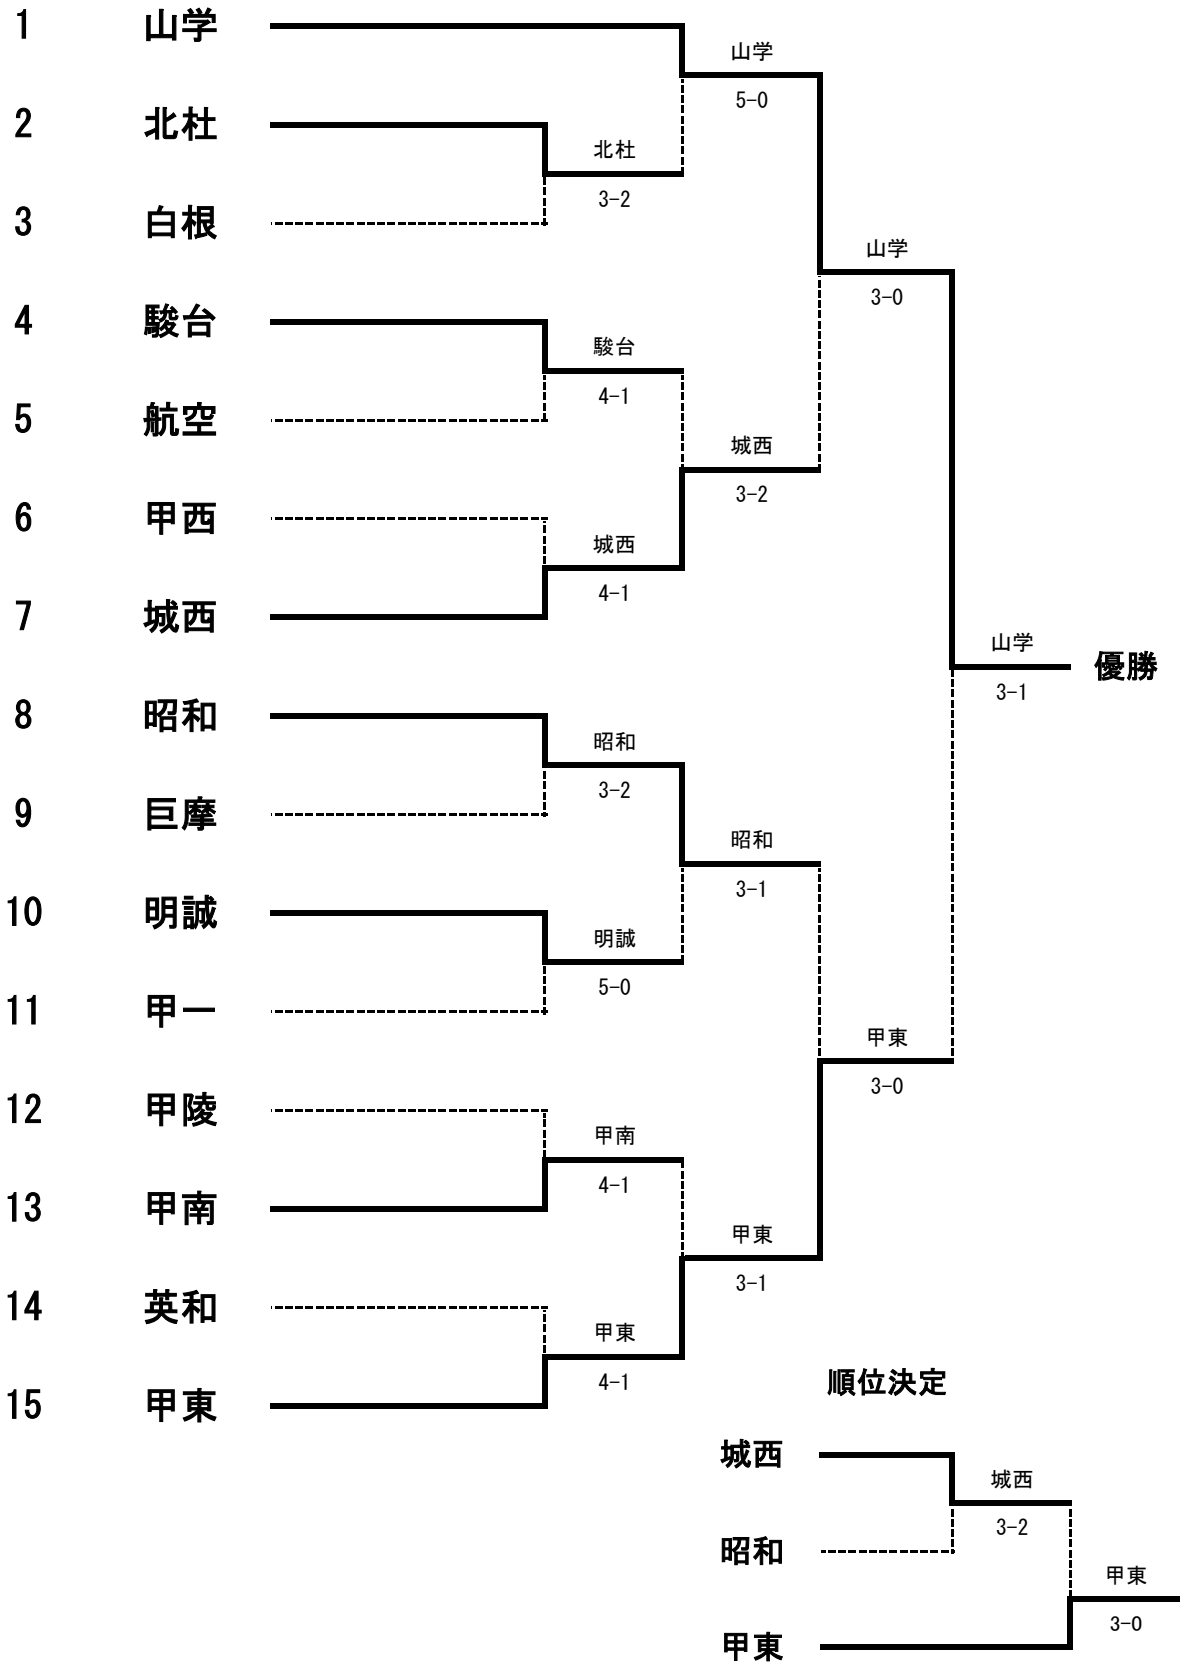 1 山学
山学
5-0
2 北杜
北杜
3-2
3 白根
山学
3-0
4 駿台
駿台
4-1
5 航空
城西
3-2
6 甲西
城西
4-1
7 城西
山学
優勝
3-1
8 昭和
昭和
3-2
9 巨摩
昭和
3-1
10 明誠
明誠
5-0
11 甲一
甲東
3-0
12 甲陵
甲南
4-1
13 甲南
甲東
3-1
14 英和
甲東
4-1
15 甲東
順位決定
城西
城西
3-2
昭和
甲東
3-0
甲東